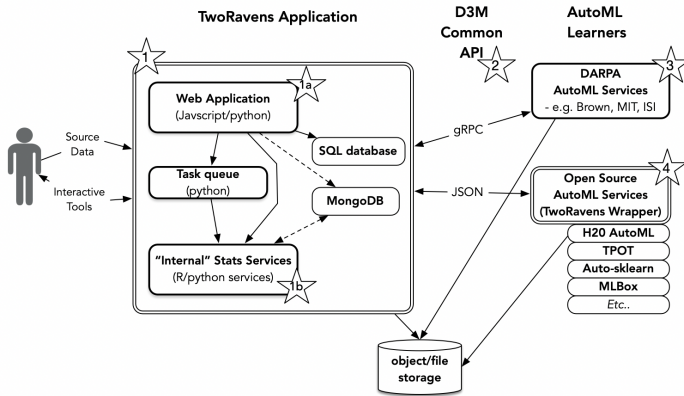 TwoRavens Application
D3M
Common
API
AutoML
Learners
1
1a
2
3
Web Application
(Javscript/python)
DARPA
AutoML Services
- e.g. Brown, MIT, ISI
Source
Data
gRPC
SQL database
Task queue
(python)
4
Open Source
AutoML Services
(TwoRavens Wrapper)
Interactive
Tools
MongoDB
JSON
H20 AutoML
TPOT
Auto-sklearn
MLBox
Etc..
"Internal" Stats Services
(R/python services)
1b
object/file
storage